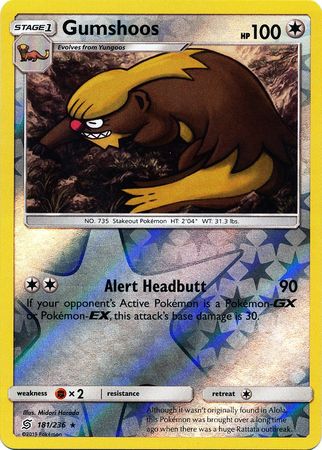 STAGE 1 Gumshoos HP 100
Evolves from Yungoos
NO. 735 Stakeout Pokémon HT: 2'04" WT: 31.3 lbs.
Alert Headbutt 90
If your opponent's Active Pokémon is a Pokémon-GX
or Pokémon-EX, this attack's base damage is 30.
weakness ×2 resistance retreat
Illus. Midori Harada
181/236 ★
©2019 Pokémon
Although it wasn't originally found in Alola,
this Pokémon was brought over a long time
ago when there was a huge Rattata outbreak.